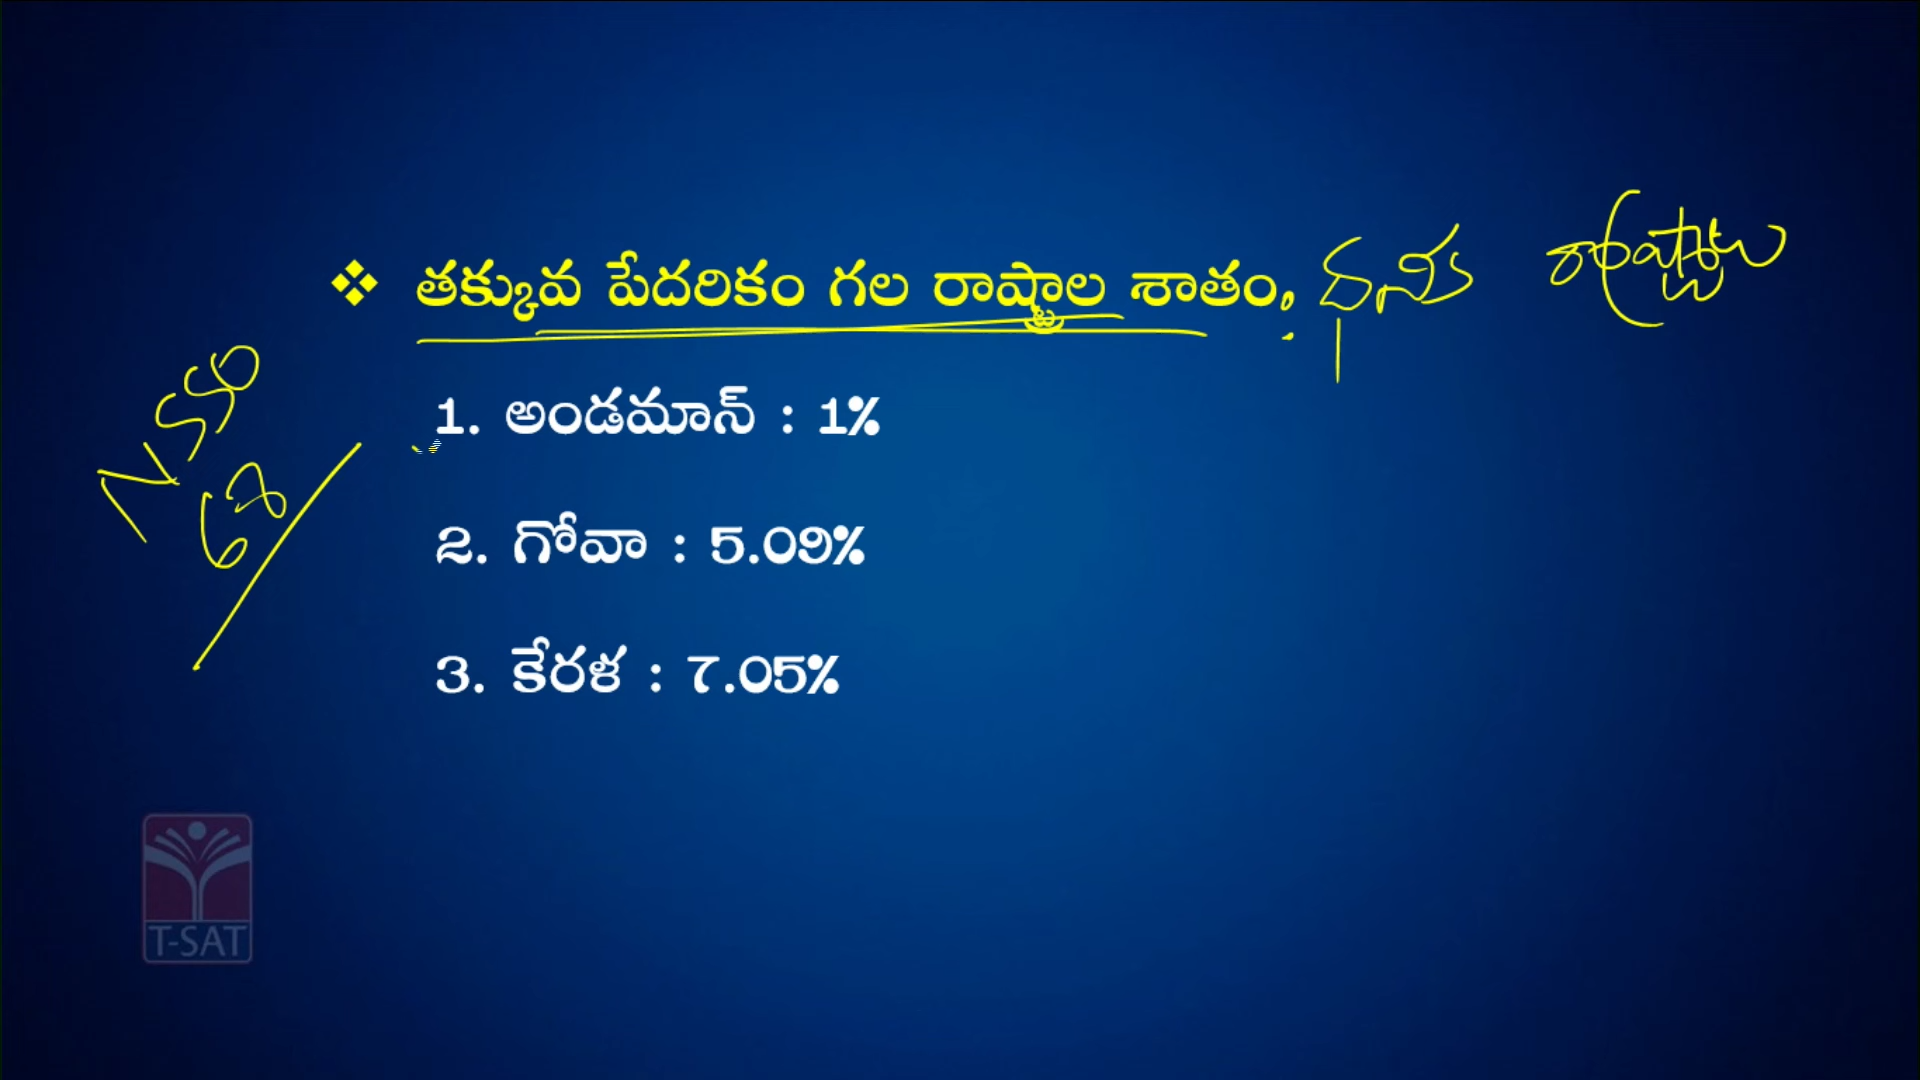 ❖ తక్కువ పేదరికం గల రాష్ట్రాల శాతం, ధనిక రాష్ట్రాలు
NSSO
68
1. అండమాన్ : 1%
2. గోవా : 5.09%
3. కేరళ : 7.05%
T-SAT